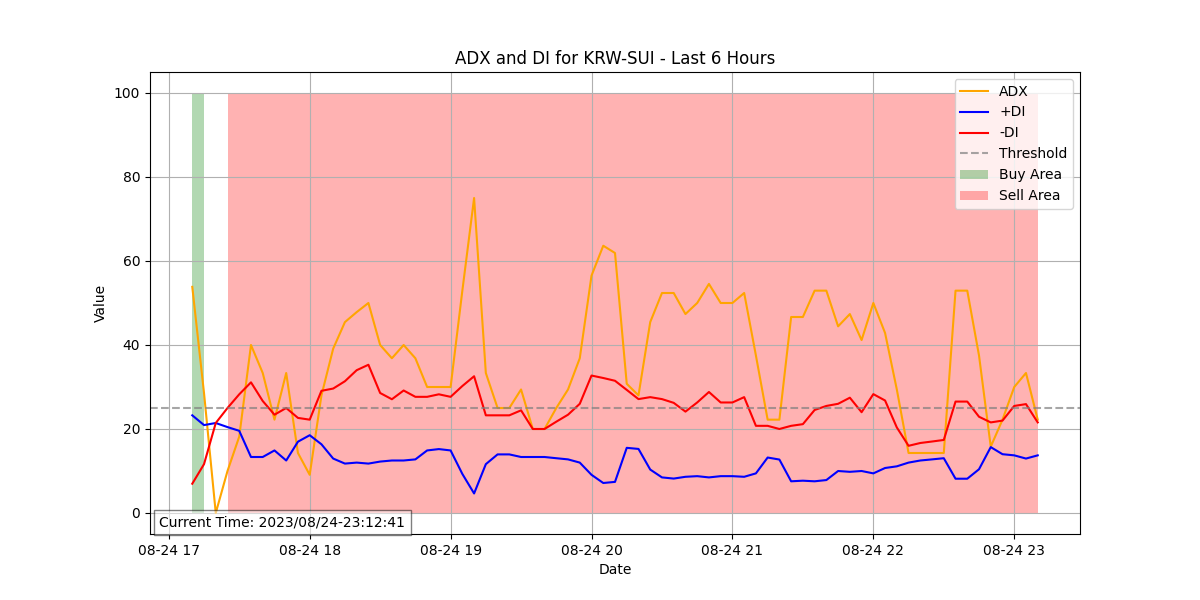 ADX and DI for KRW-SUI - Last 6 Hours
100
80
60
40
20
0
Value
ADX
+DI
-DI
Threshold
Buy Area
Sell Area
Current Time: 2023/08/24-23:12:41
08-24 17
08-24 18
08-24 19
08-24 20
08-24 21
08-24 22
08-24 23
Date